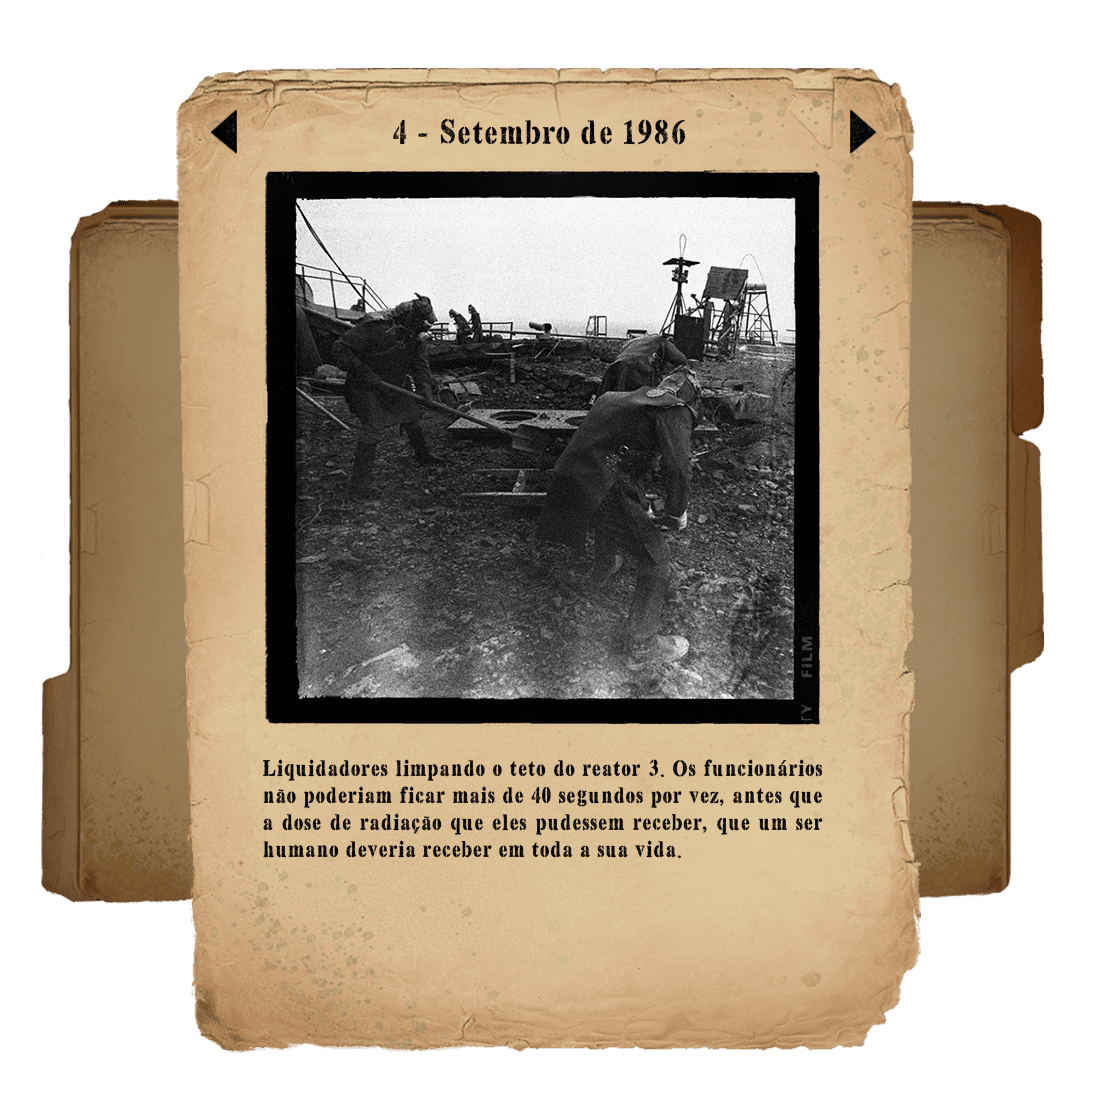 4 - Setembro de 1986
TY FiLM
Liquidadores limpando o teto do reator 3. Os funcionários
não poderiam ficar mais de 40 segundos por vez, antes que
a dose de radiação que eles pudessem receber, que um ser
humano deveria receber em toda a sua vida.